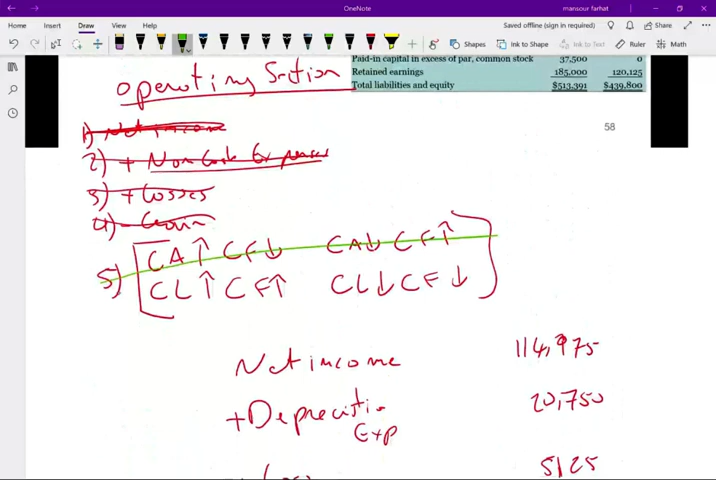 OneNote
mansour farhat
Home Insert Draw View Help
Saved offline (sign in required)
Share
Shapes Ink to Shape Ink to Text Ruler Math
Paid-in capital in excess of par, common stock 37,500 0
Retained earnings 185,000 120,125
Total liabilities and equity $513,391 $439,800
58
operating Section
1) Net income
2) + Non Cash Expenses
3) + Losses
4) - Gain
5) CA↑ CF↓ CA↓ CF↑
CL↑ CF↑ CL↓ CF↓
Net income 114,975
+Depreciation 20,750
Exp
5125